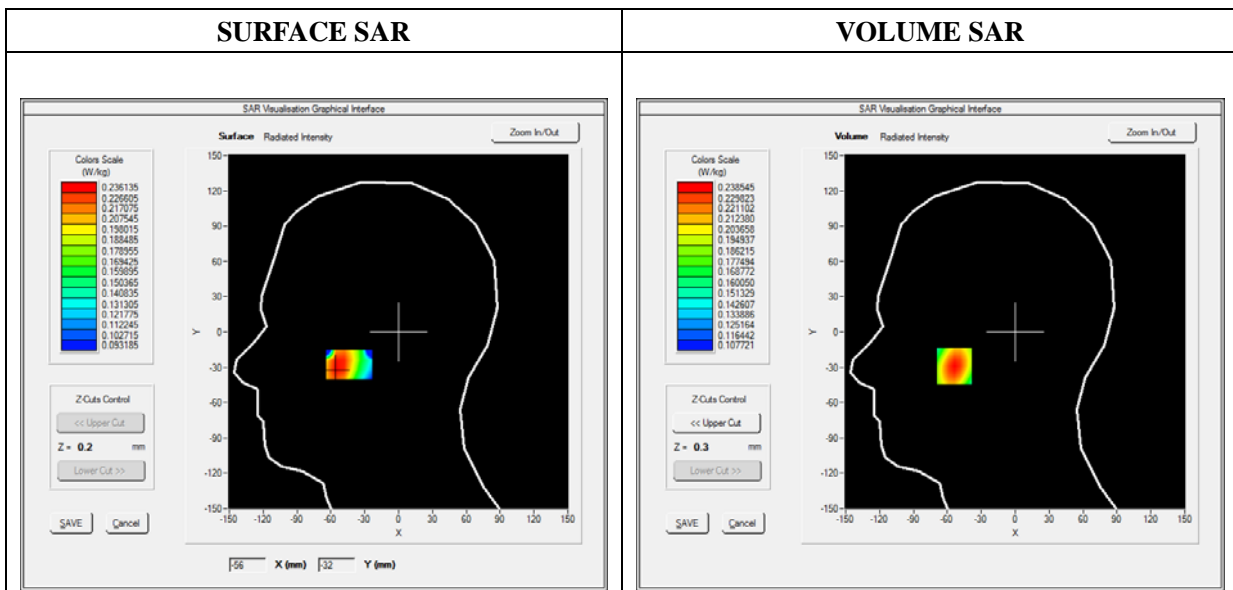 SURFACE SAR
VOLUME SAR
SAR Visualisation Graphical Interface
Surface Radiated Intensity
Zoom In/Out
Colors Scale
(W/kg)
0.236135
0.226605
0.217075
0.207545
0.198015
0.188485
0.178955
0.169425
0.159895
0.150365
0.140835
0.131305
0.121775
0.112245
0.102715
0.093185
150
120
90
60
30
0
-30
-60
-90
-120
-150
Y
-150 -120 -90 -60 -30 0 30 60 90 120 150
X
Z-Cuts Control
<< Upper Cut
Z = 0.2 mm
Lower Cut >>
SAVE Cancel
-56 X (mm) -32 Y (mm)
SAR Visualisation Graphical Interface
Volume Radiated Intensity
Zoom In/Out
Colors Scale
(W/kg)
0.238545
0.229823
0.221102
0.212380
0.203658
0.194937
0.186215
0.177494
0.168772
0.160050
0.151329
0.142607
0.133886
0.125164
0.116442
0.107721
150
120
90
60
30
0
-30
-60
-90
-120
-150
Y
-150 -120 -90 -60 -30 0 30 60 90 120 150
X
Z-Cuts Control
<< Upper Cut
Z = 0.3 mm
Lower Cut >>
SAVE Cancel